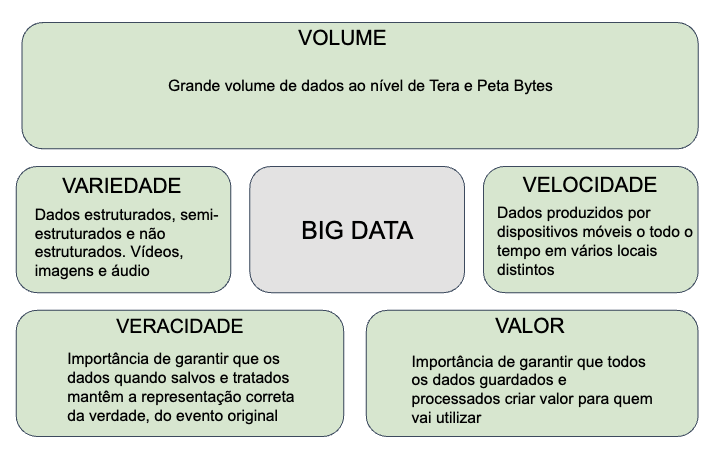 VOLUME
Grande volume de dados ao nível de Tera e Peta Bytes
VARIEDADE
Dados estruturados, semi-
estruturados e não
estruturados. Vídeos,
imagens e áudio
BIG DATA
VELOCIDADE
Dados produzidos por
dispositivos móveis o todo o
tempo em vários locais
distintos
VERACIDADE
Importância de garantir que os
dados quando salvos e tratados
mantêm a representação correta
da verdade, do evento original
VALOR
Importância de garantir que todos
os dados guardados e
processados criar valor para quem
vai utilizar